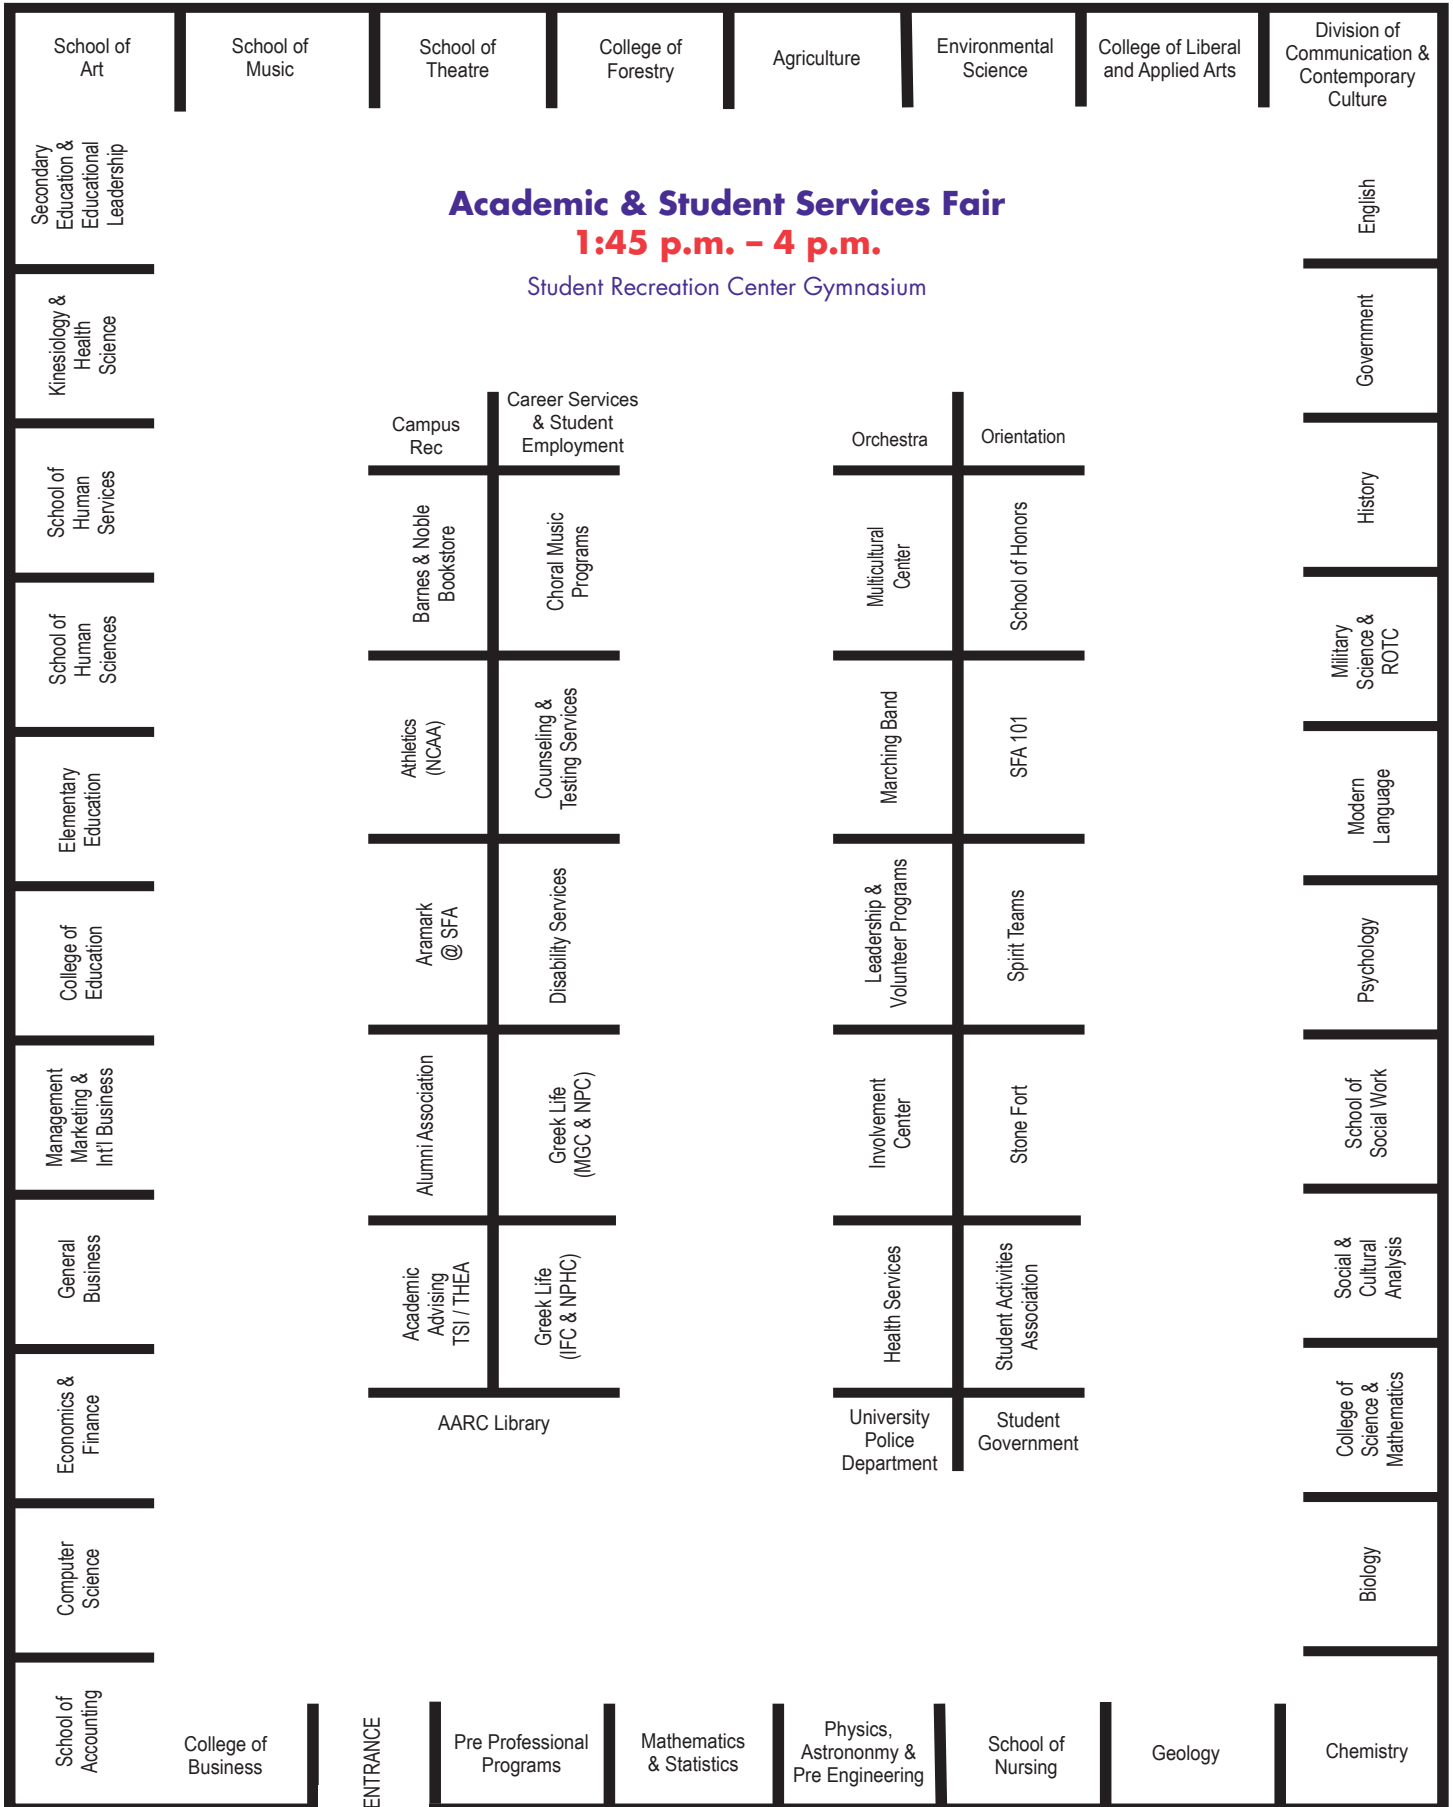 School of
Art
School of
Music
School of
Theatre
College of
Forestry
Agriculture
Environmental
Science
College of Liberal
and Applied Arts
Division of
Communication &
Contemporary
Culture
Academic & Student Services Fair
1:45 p.m. – 4 p.m.
Student Recreation Center Gymnasium
Secondary
Education &
Educational
Leadership
Kinesiology &
Health
Science
School of
Human
Services
School of
Human
Sciences
Elementary
Education
College of
Education
Management
Marketing &
Int'l Business
General
Business
Economics &
Finance
Computer
Science
School of
Accounting
Campus
Rec
Career Services
& Student
Employment
Barnes & Noble
Bookstore
Choral Music
Programs
Athletics
(NCAA)
Counseling &
Testing Services
Aramark
@ SFA
Disability Services
Alumni Association
Greek Life
(MGC & NPC)
Academic
Advising
TSI / THEA
Greek Life
(IFC & NPHC)
AARC Library
Orchestra
Orientation
Multicultural
Center
School of Honors
Marching Band
SFA 101
Leadership &
Volunteer Programs
Spirit Teams
Involvement
Center
Stone Fort
Health Services
Student Activities
Association
University
Police
Department
Student
Government
English
Government
History
Military
Science &
ROTC
Modern
Language
Psychology
School of
Social Work
Social &
Cultural
Analysis
College of
Science &
Mathematics
Biology
College of
Business
ENTRANCE
Pre Professional
Programs
Mathematics
& Statistics
Physics,
Astrononmy &
Pre Engineering
School of
Nursing
Geology
Chemistry